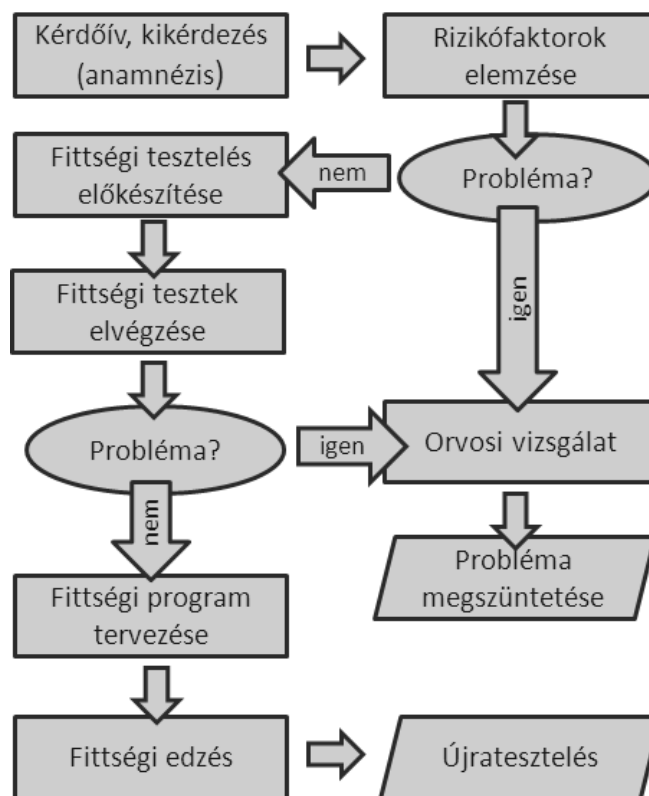 Kérdőív, kikérdezés
(anamnézis)
Rizikófaktorok
elemzése
Fittségi tesztelés
előkészítése
nem
Probléma?
igen
Fittségi tesztek
elvégzése
Probléma?
igen
Orvosi vizsgálat
nem
Probléma
megszüntetése
Fittségi program
tervezése
Fittségi edzés
Újratesztelés